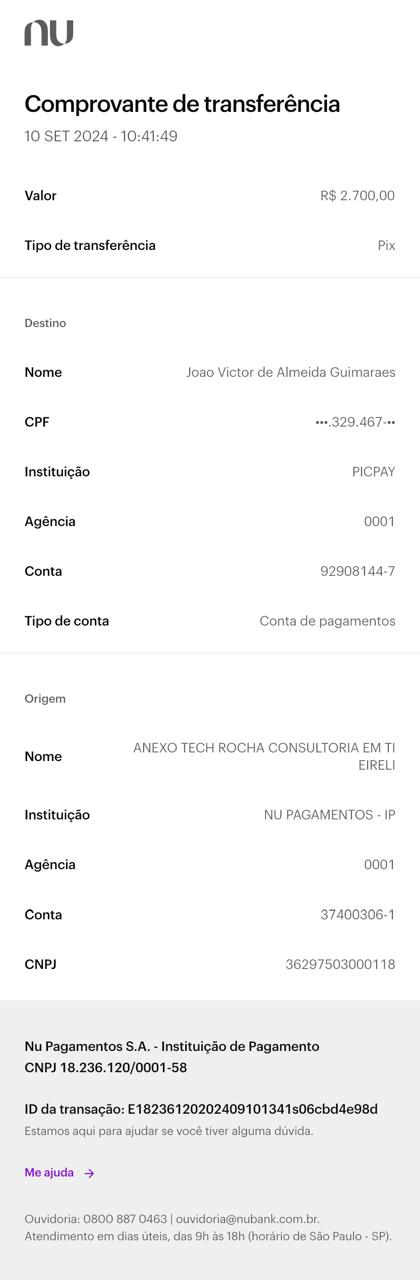 nu
Comprovante de transferência
10 SET 2024 - 10:41:49
Valor R$ 2.700,00
Tipo de transferência Pix
Destino
Nome Joao Victor de Almeida Guimaraes
CPF •••.329.467-••
Instituição PICPAY
Agência 0001
Conta 92908144-7
Tipo de conta Conta de pagamentos
Origem
Nome ANEXO TECH ROCHA CONSULTORIA EM TI
EIRELI
Instituição NU PAGAMENTOS - IP
Agência 0001
Conta 37400306-1
CNPJ 36297503000118
Nu Pagamentos S.A. - Instituição de Pagamento
CNPJ 18.236.120/0001-58
ID da transação: E18236120202409101341s06cbd4e98d
Estamos aqui para ajudar se você tiver alguma dúvida.
Me ajuda →
Ouvidoria: 0800 887 0463 | ouvidoria@nubank.com.br.
Atendimento em dias úteis, das 9h às 18h (horário de São Paulo - SP).